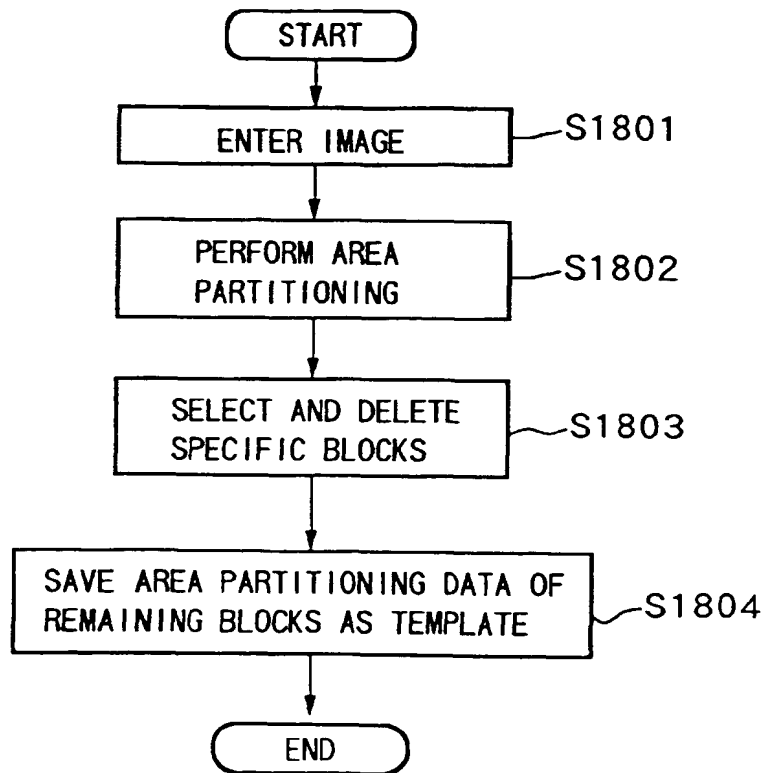 START
ENTER IMAGE
S1801
PERFORM AREA
PARTITIONING
S1802
SELECT AND DELETE
SPECIFIC BLOCKS
S1803
SAVE AREA PARTITIONING DATA OF
REMAINING BLOCKS AS TEMPLATE
S1804
END